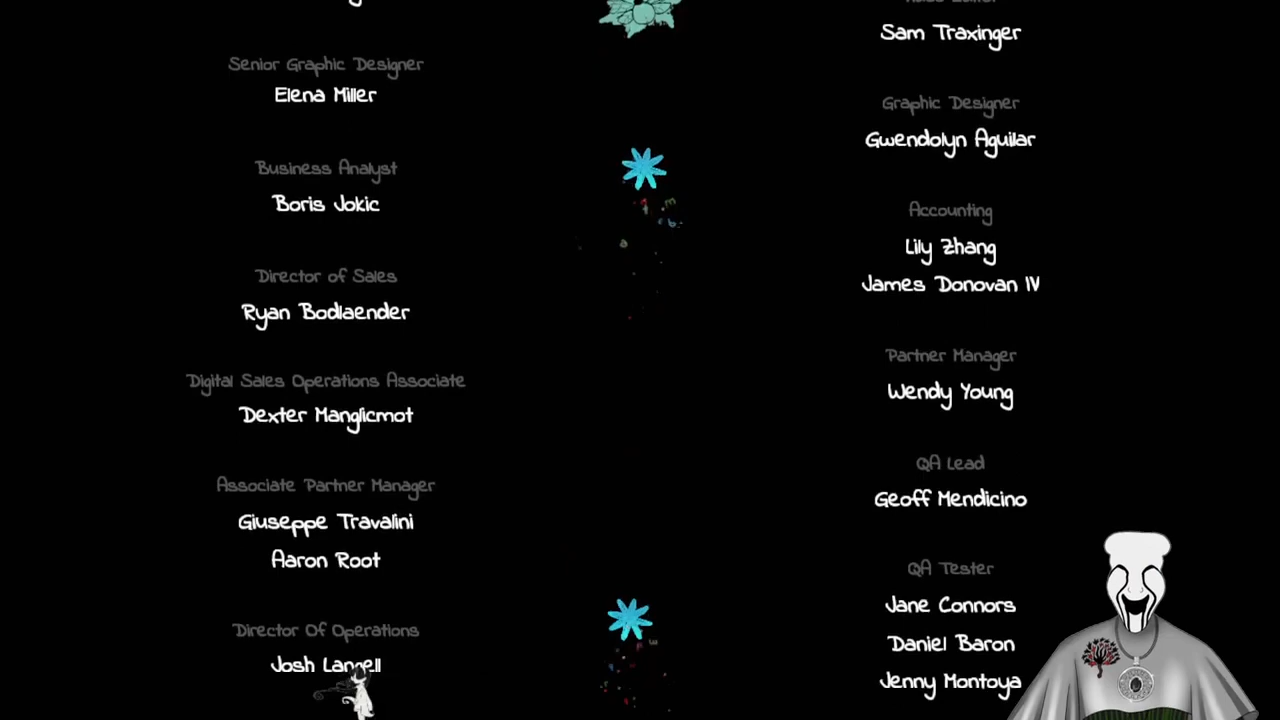 Senior Graphic Designer
Elena Miller
Business Analyst
Boris Jokic
Director of Sales
Ryan Bodlaender
Digital Sales Operations Associate
Dexter Manglicmot
Associate Partner Manager
Giuseppe Travalini
Aaron Root
Director Of Operations
Josh
Sam Traxinger
Graphic Designer
Gwendolyn Aguilar
Accounting
Lily Zhang
James Donovan IV
Partner Manager
Wendy Young
QA Lead
Geoff Mendicino
QA Tester
Jane Connors
Daniel Baron
Jenny Montoya